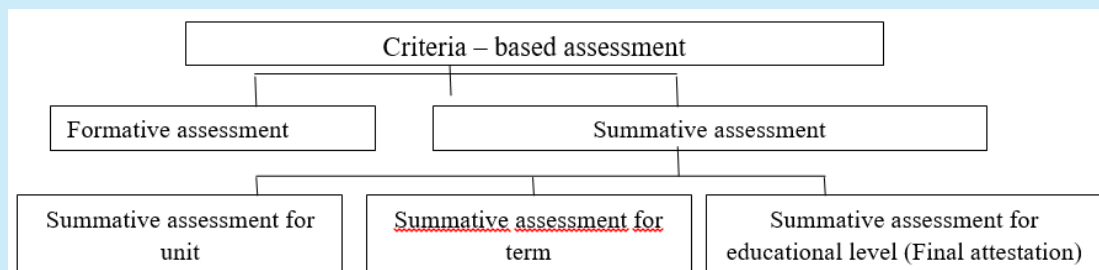 Criteria – based assessment
Formative assessment
Summative assessment
Summative assessment for
unit
Summative assessment for
term
Summative assessment for
educational level (Final attestation)